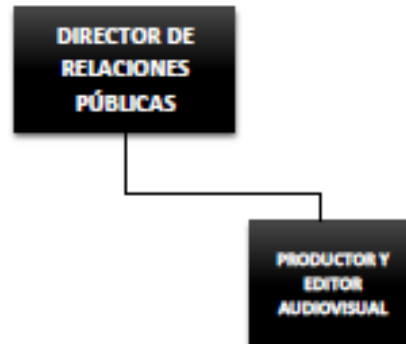 DIRECTOR DE
RELACIONES
PÚBLICAS
PRODUCTOR Y
EDITOR
AUDIOVISUAL